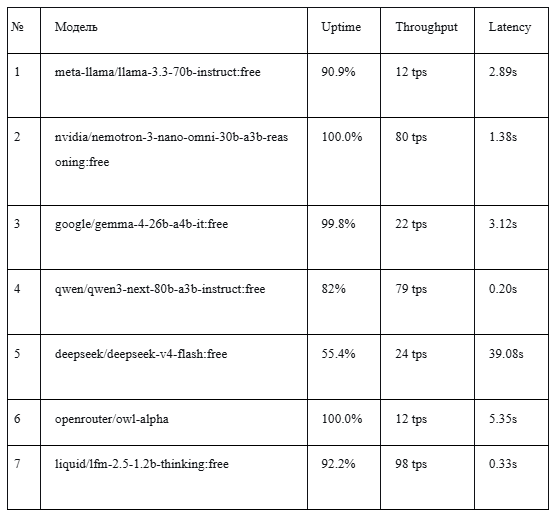 № Модель Uptime Throughput Latency
1 meta-llama/llama-3.3-70b-instruct:free 90.9% 12 tps 2.89s
2 nvidia/nemotron-3-nano-omni-30b-a3b-reas 100.0% 80 tps 1.38s
oning:free
3 google/gemma-4-26b-a4b-it:free 99.8% 22 tps 3.12s
4 qwen/qwen3-next-80b-a3b-instruct:free 82% 79 tps 0.20s
5 deepseek/deepseek-v4-flash:free 55.4% 24 tps 39.08s
6 openrouter/owl-alpha 100.0% 12 tps 5.35s
7 liquid/lfm-2.5-1.2b-thinking:free 92.2% 98 tps 0.33s